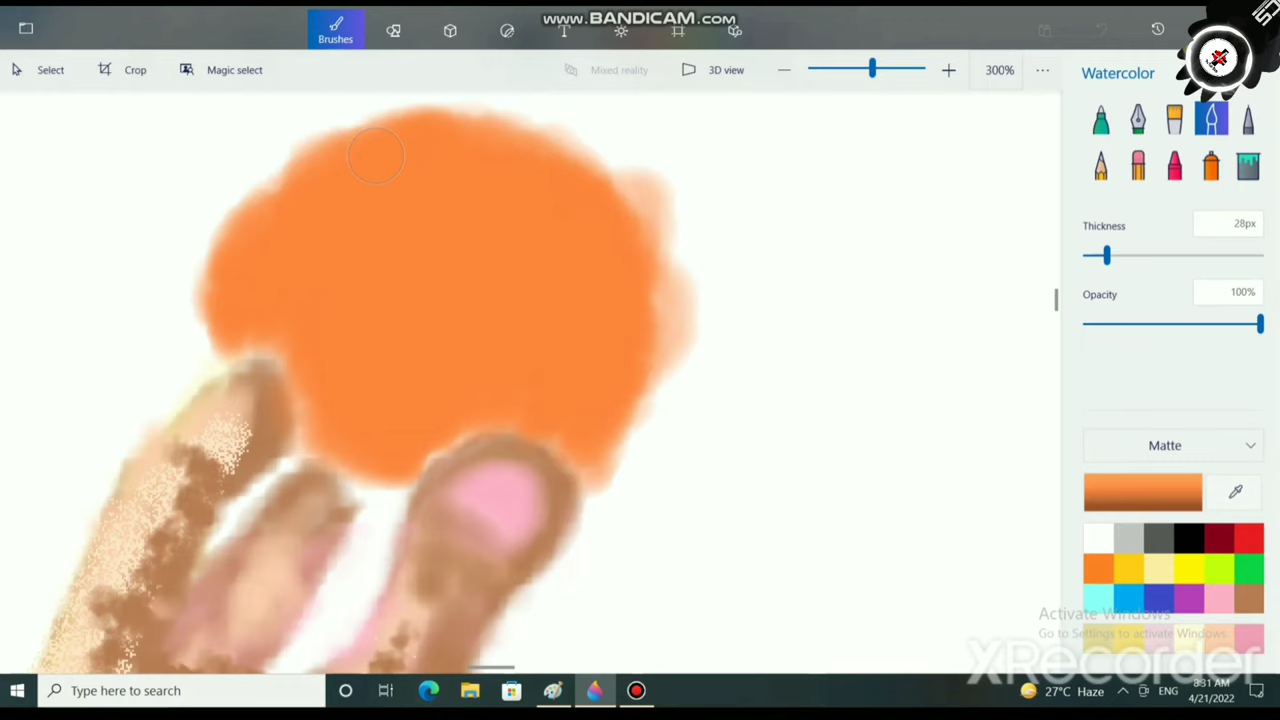 www.BANDICAM.com
Brushes
Select
Crop
Magic select
Mixed reality
3D view
300%
Watercolor
Thickness
28px
Opacity
100%
Matte
Activate Windows
Go to Settings to activate Windows.
XRecorder
Type here to search
27°C Haze
ENG
8:31 AM
4/21/2022